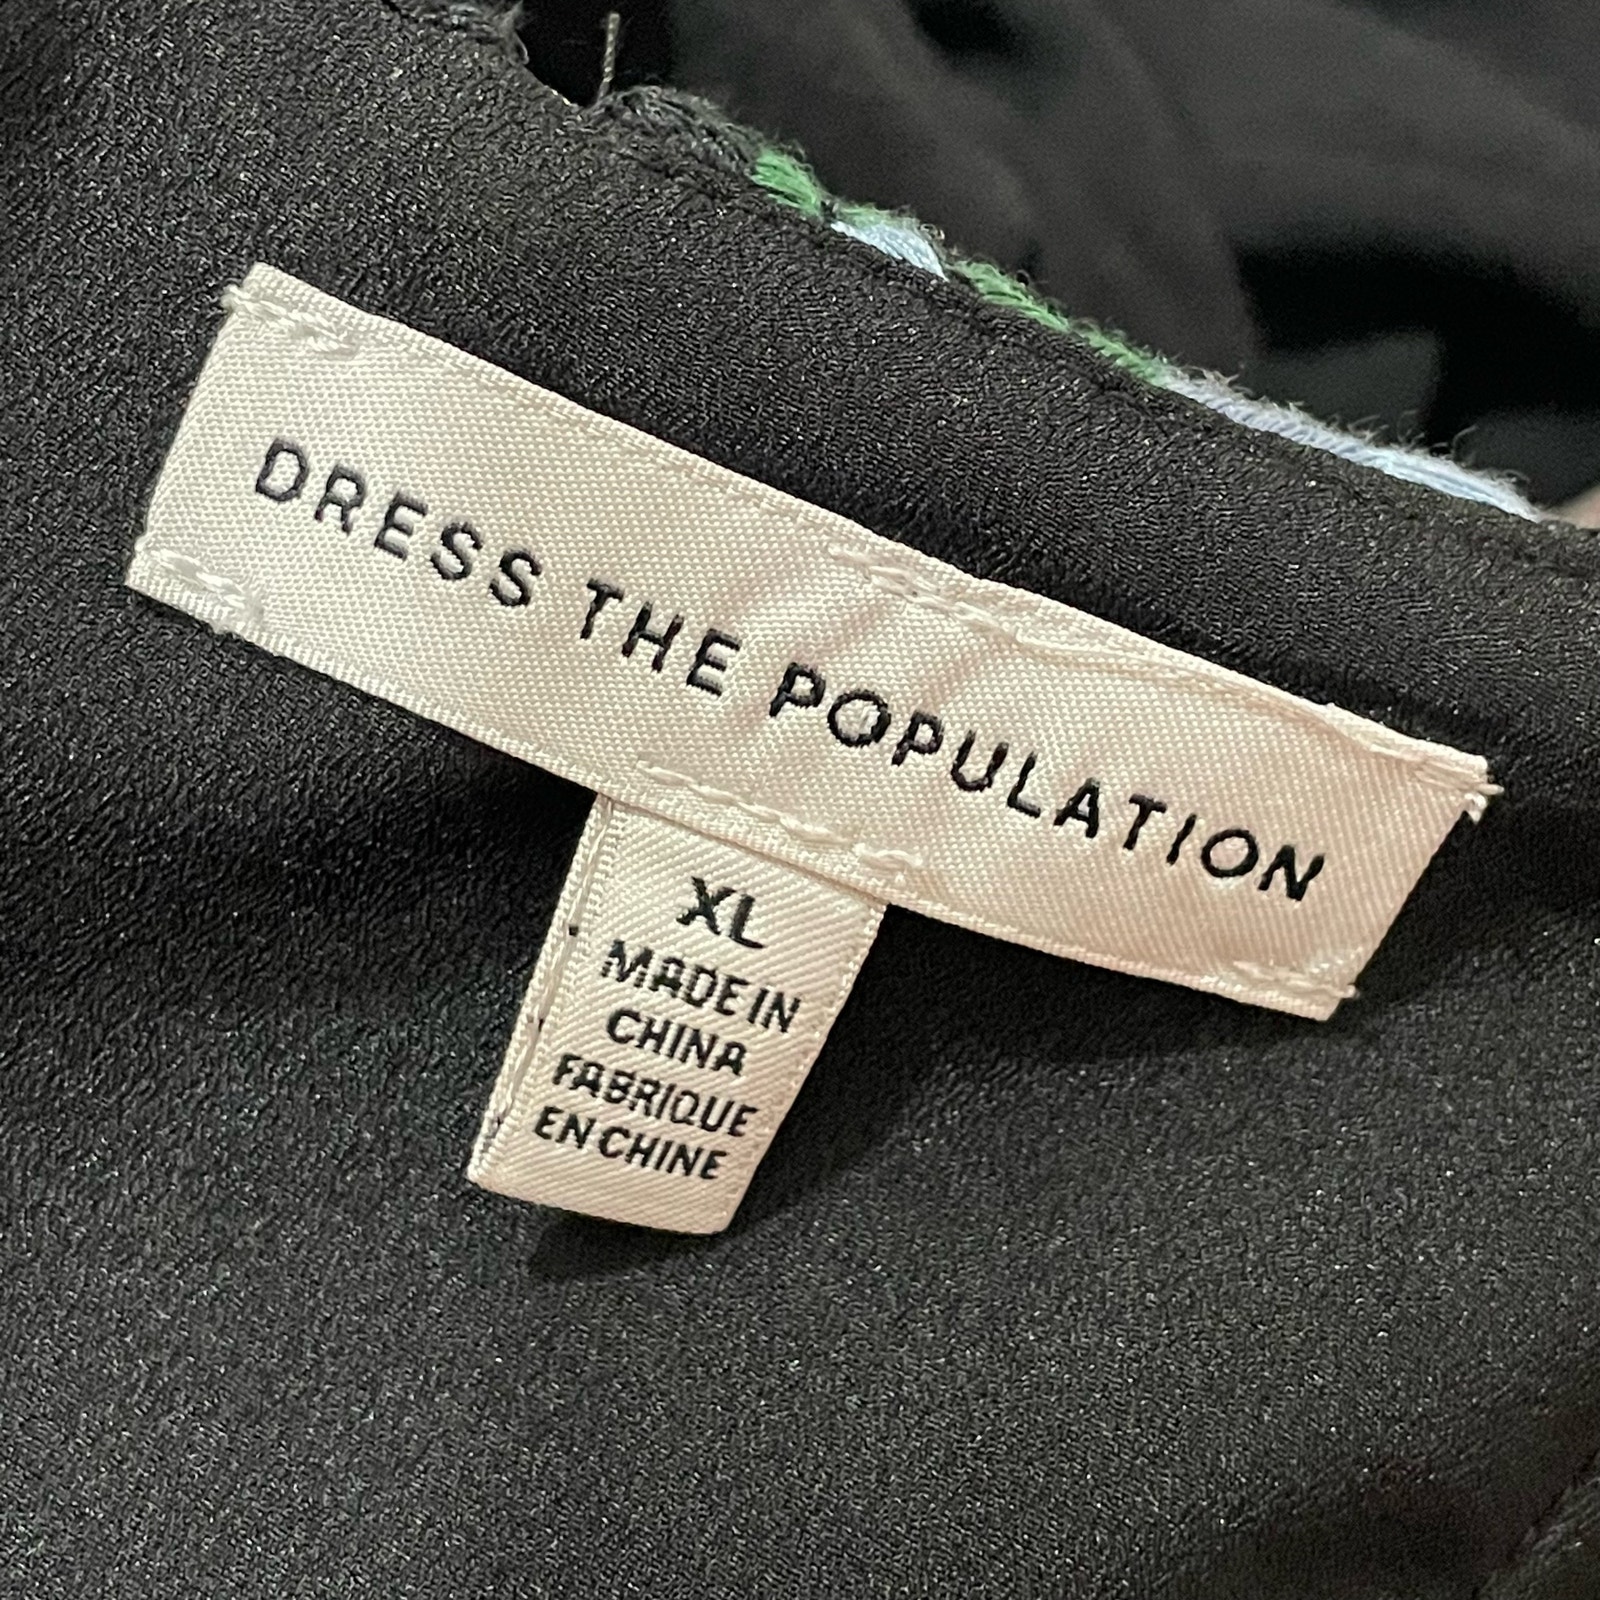 DRESS THE POPULATION
XL
MADE IN
CHINA
FABRIQUE
EN CHINE